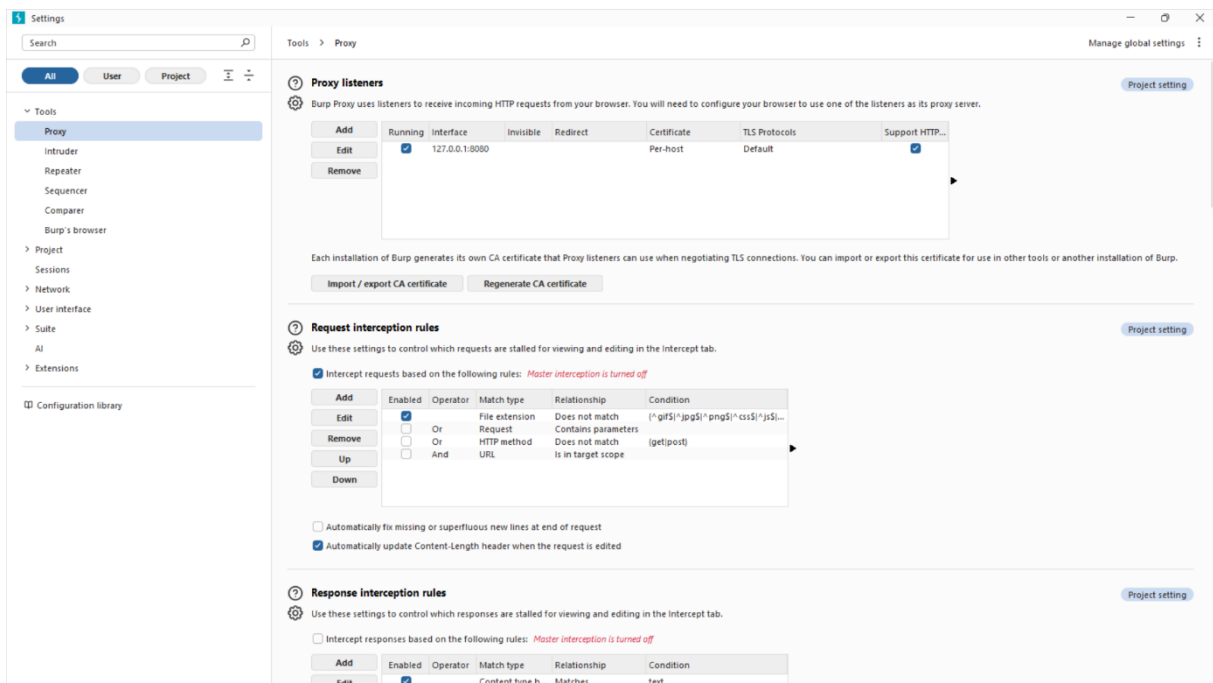 Settings
Search
Tools > Proxy
Manage global settings
All User Project
Tools
Proxy
Intruder
Repeater
Sequencer
Comparer
Burp's browser
Project
Sessions
Network
User interface
Suite
AI
Extensions
Configuration library
Proxy listeners
Project setting
Burp Proxy uses listeners to receive incoming HTTP requests from your browser. You will need to configure your browser to use one of the listeners as its proxy server.
Add
Edit
Remove
Running Interface Invisible Redirect Certificate TLS Protocols Support HTTP...
127.0.0.1:8080 Per-host Default
Each installation of Burp generates its own CA certificate that Proxy listeners can use when negotiating TLS connections. You can import or export this certificate for use in other tools or another installation of Burp.
Import / export CA certificate Regenerate CA certificate
Request interception rules
Project setting
Use these settings to control which requests are stalled for viewing and editing in the Intercept tab.
Intercept requests based on the following rules: Master interception is turned off
Add
Edit
Remove
Up
Down
Enabled Operator Match type Relationship Condition
File extension Does not match (^gif$|^jpg$|^png$|^css$|^js$|...
Or Request Contains parameters
Or HTTP method Does not match (get|post)
And URL Is in target scope
Automatically fix missing or superfluous new lines at end of request
Automatically update Content-Length header when the request is edited
Response interception rules
Project setting
Use these settings to control which responses are stalled for viewing and editing in the Intercept tab.
Intercept responses based on the following rules: Master interception is turned off
Add
Edit
Enabled Operator Match type Relationship Condition
Content type h... Matches text